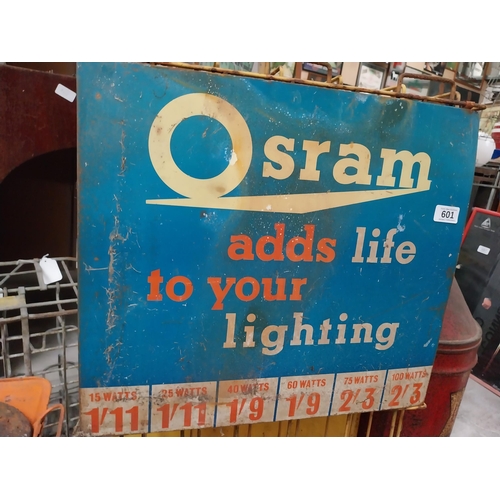 Osram
adds life
to your
lighting
601
15 WATTS 25 WATTS 40 WATTS 60 WATTS 75 WATTS 100 WATTS
1'11 1'11 1'9 1'9 2'3 2'3